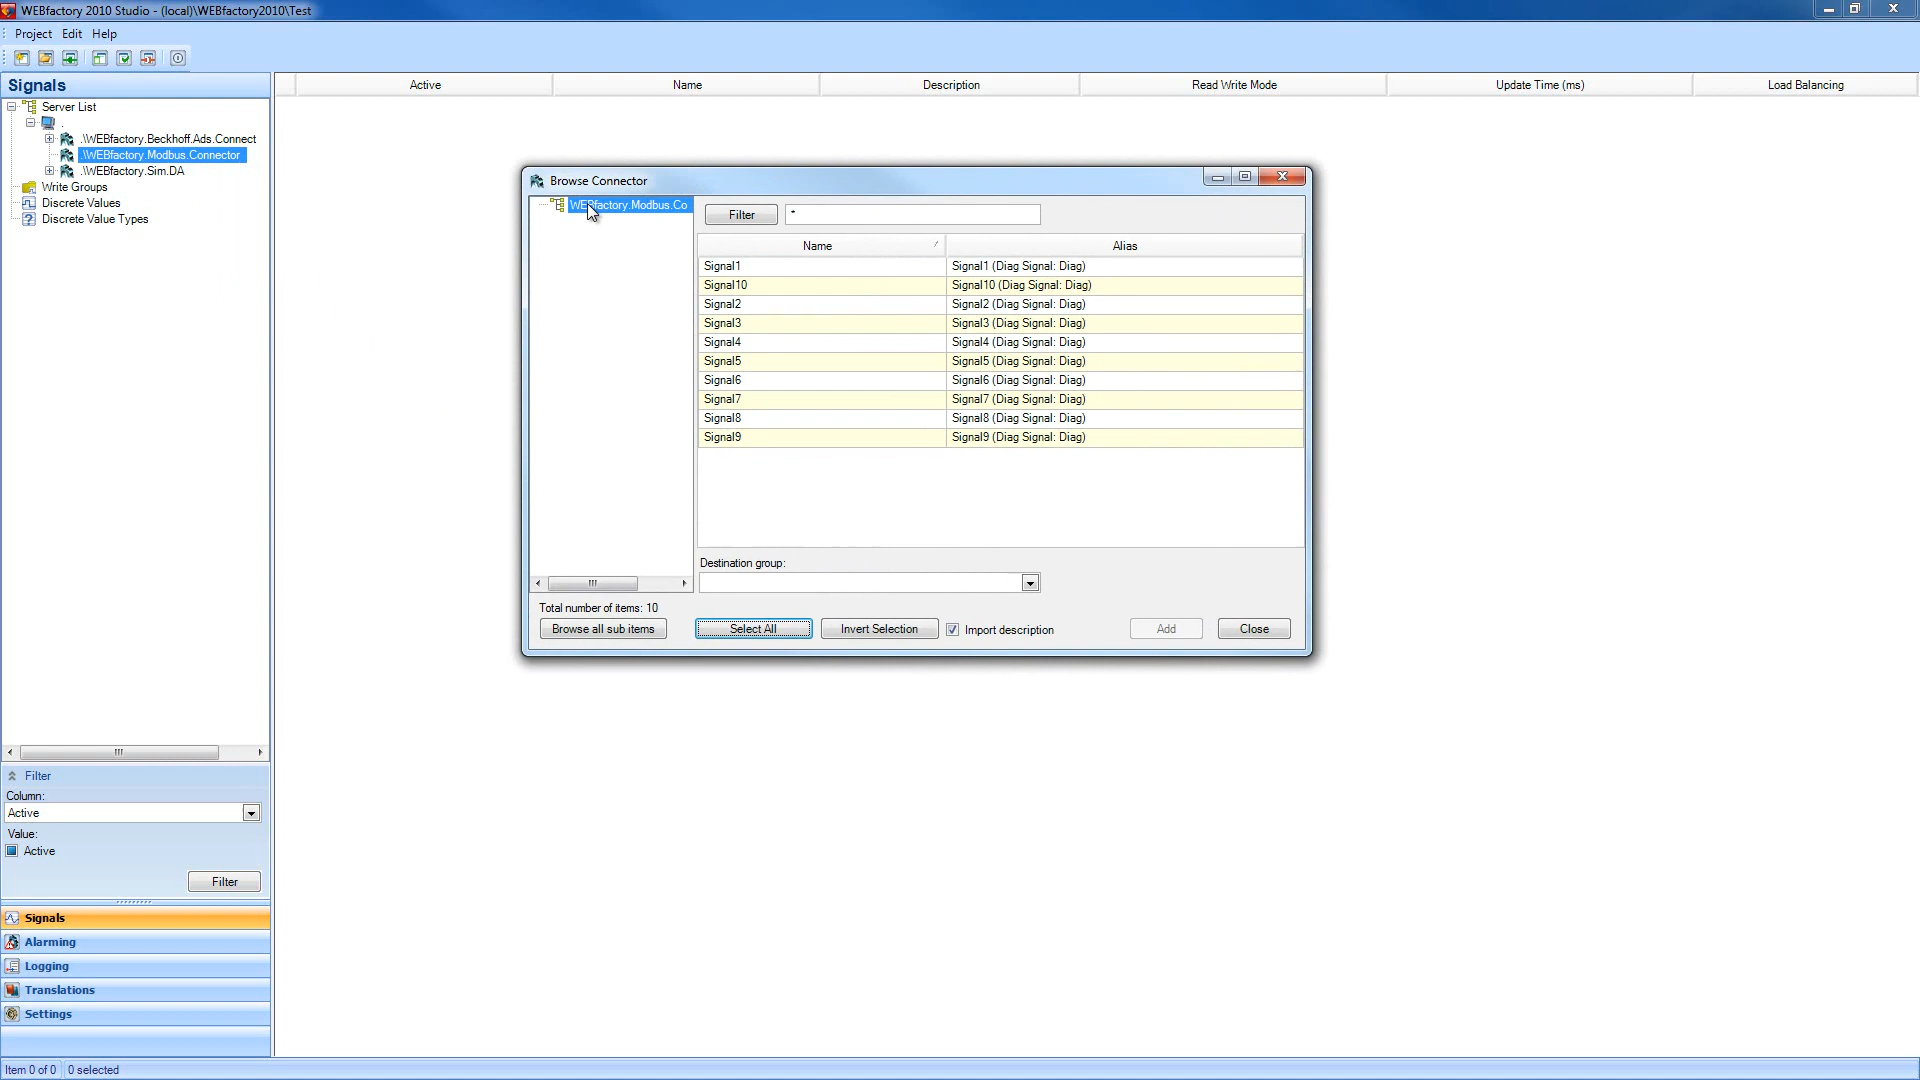 WEBfactory 2010 Studio - (local)\WEBfactory2010\Test
Project Edit Help
Signals
Server List
.
.\WEBfactory.Beckhoff.Ads.Connect
.\WEBfactory.Modbus.Connector
.\WEBfactory.Sim.DA
Write Groups
Discrete Values
Discrete Value Types
Active Name Description Read Write Mode Update Time (ms) Load Balancing
Browse Connector
WEBfactory.Modbus.Co
Filter *
Name Alias
Signal1 Signal1 (Diag Signal: Diag)
Signal10 Signal10 (Diag Signal: Diag)
Signal2 Signal2 (Diag Signal: Diag)
Signal3 Signal3 (Diag Signal: Diag)
Signal4 Signal4 (Diag Signal: Diag)
Signal5 Signal5 (Diag Signal: Diag)
Signal6 Signal6 (Diag Signal: Diag)
Signal7 Signal7 (Diag Signal: Diag)
Signal8 Signal8 (Diag Signal: Diag)
Signal9 Signal9 (Diag Signal: Diag)
Destination group:
Total number of items: 10
Browse all sub items Select All Invert Selection Import description Add Close
Filter
Column:
Active
Value:
Active
Filter
Signals
Alarming
Logging
Translations
Settings
Item 0 of 0 0 selected